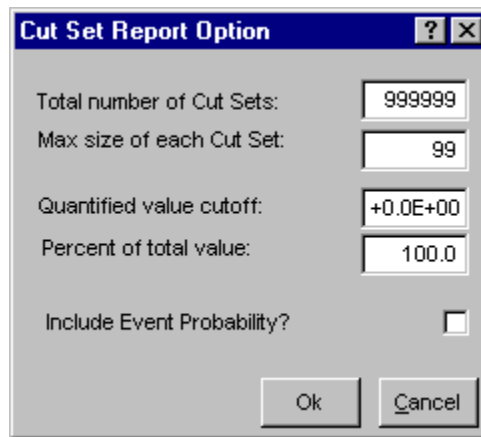 Cut Set Report Option
Total number of Cut Sets: 999999
Max size of each Cut Set: 99
Quantified value cutoff: +0.0E+00
Percent of total value: 100.0
Include Event Probability?
Ok Cancel